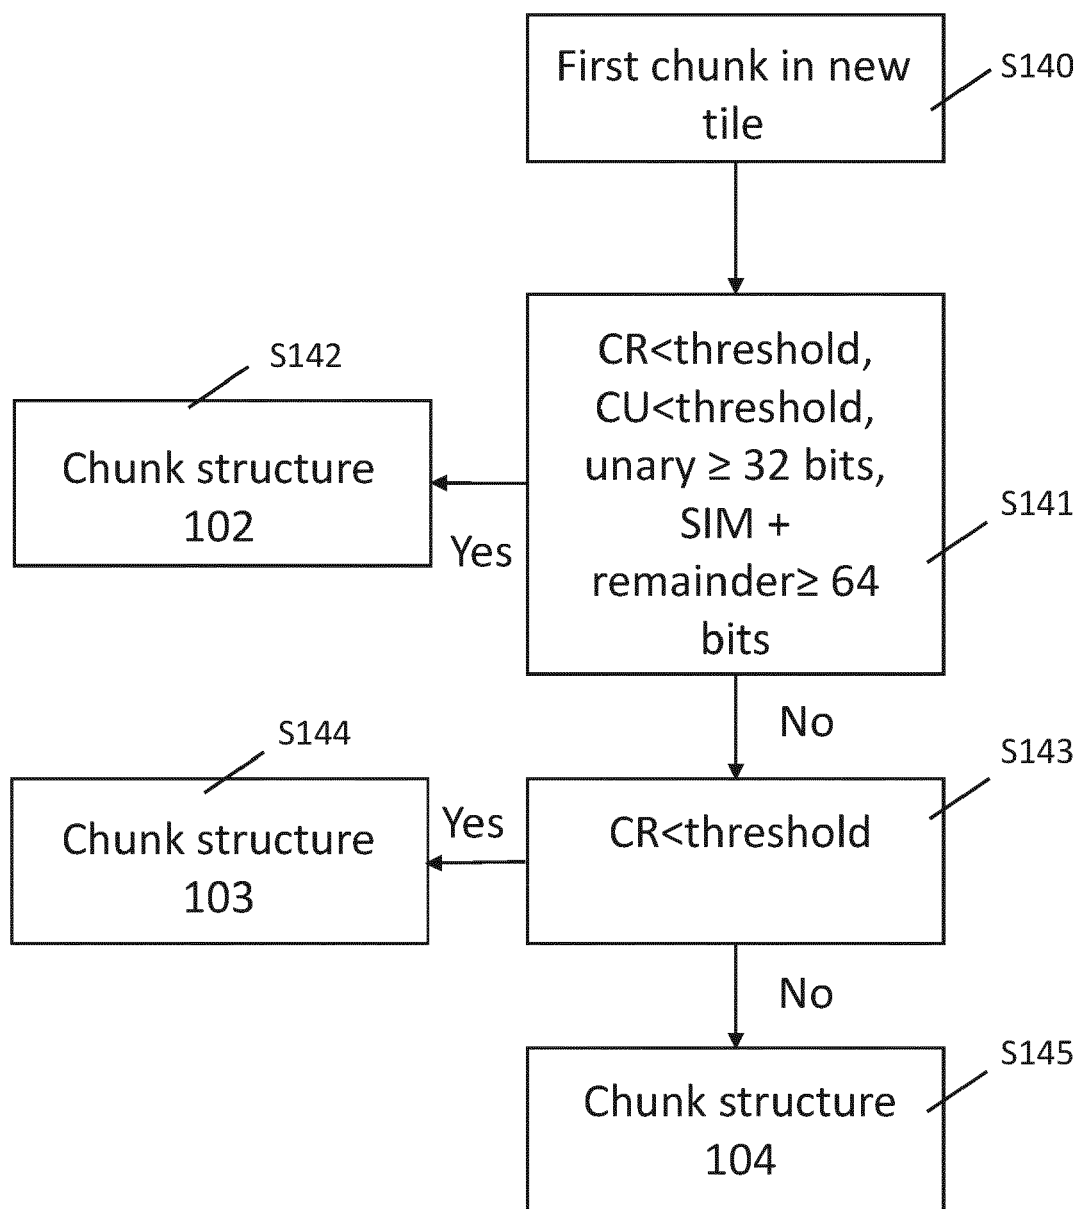 First chunk in new
tile
S140
CR<threshold,
CU<threshold,
unary ≥ 32 bits,
SIM +
remainder≥ 64
bits
S141
S142
Chunk structure
102
Yes
No
S143
CR<threshold
S144
Chunk structure
103
Yes
No
S145
Chunk structure
104